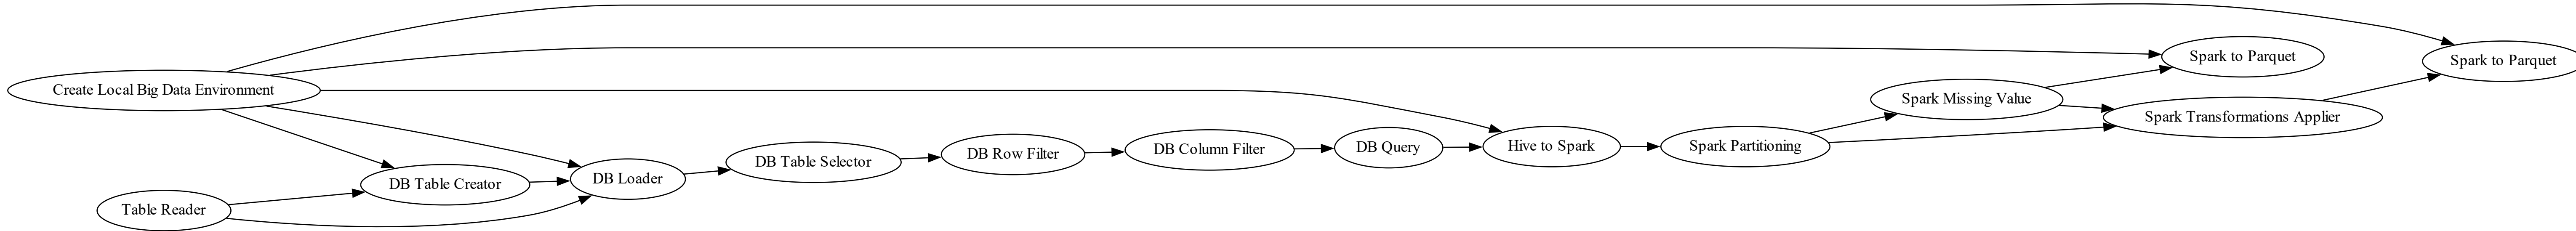 Create Local Big Data Environment
Table Reader
DB Table Creator
DB Loader
DB Table Selector
DB Row Filter
DB Column Filter
DB Query
Hive to Spark
Spark Partitioning
Spark Missing Value
Spark to Parquet
Spark Transformations Applier
Spark to Parquet